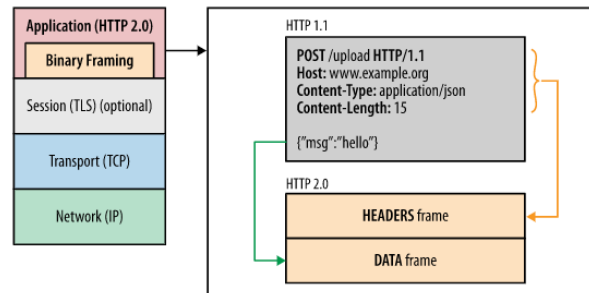 Application (HTTP 2.0)
Binary Framing
Session (TLS) (optional)
Transport (TCP)
Network (IP)
HTTP 1.1
POST /upload HTTP/1.1
Host: www.example.org
Content-Type: application/json
Content-Length: 15
{"msg":"hello"}
HTTP 2.0
HEADERS frame
DATA frame